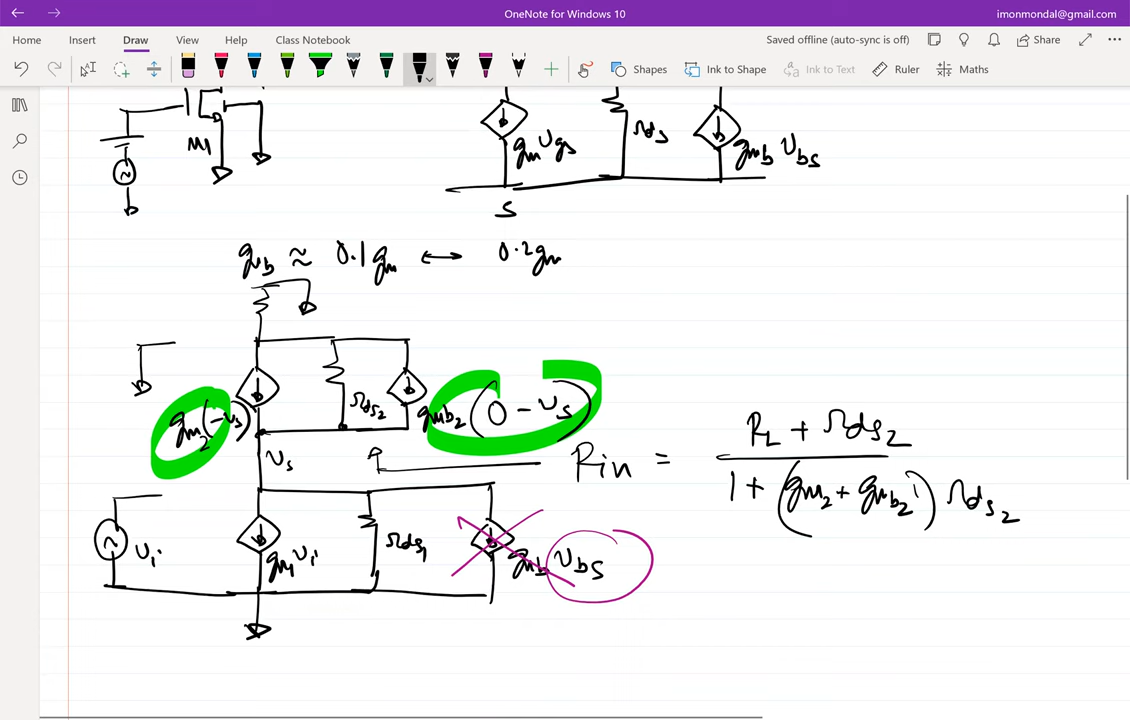 OneNote for Windows 10
imonmondal@gmail.com
Home Insert Draw View Help Class Notebook
Saved offline (auto-sync is off) Share
Shapes Ink to Shape Ink to Text Ruler Maths
M1
gm vgs rds gmb vbs
S
gmb ≈ 0.1gm ↔ 0.2gm
gm2(-vs) rds2 gmb2(0 - vs)
vs
Rin = (RL + rds2) / (1 + (gm2 + gmb2) rds2)
vi gm1 vi rds1 gmb vbs